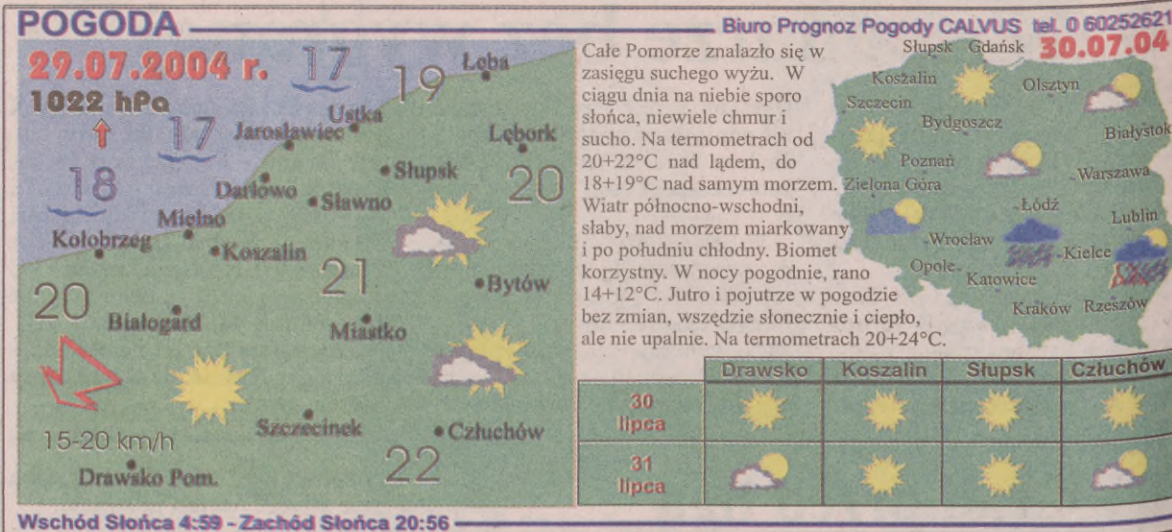 POGODA
Biuro Prognoz Pogody CALVUS tel. 0 60252621
29.07.2004 r.
1022 hPa
17
19
Łeba
Ustka
17
Jarosławiec
Lębork
18
Darłowo
Słupsk
20
Sławno
Mielno
Kołobrzeg
Koszalin
21
Bytów
20
Białogard
Miastko
15-20 km/h
Szczecinek
Człuchów
22
Drawsko Pom.
Całe Pomorze znalazło się w
zasięgu suchego wyżu. W
ciągu dnia na niebie sporo
słońca, niewiele chmur i
sucho. Na termometrach od
20+22°C nad lądem, do
18+19°C nad samym morzem.
Wiatr północno-wschodni,
słaby, nad morzem miarkowany
i po południu chłodny. Biomet
korzystny. W nocy pogodnie, rano
14+12°C. Jutro i pojutrze w pogodzie
bez zmian, wszędzie słonecznie i ciepło,
ale nie upalnie. Na termometrach 20+24°C.
30.07.04
Słupsk Gdańsk
Koszalin
Olsztyn
Szczecin
Bydgoszcz
Białystok
Poznań
Warszawa
Zielona Góra
Łódź
Lublin
Wrocław
Kielce
Opole
Katowice
Kraków Rzeszów
Drawsko Koszalin Słupsk Człuchów
30
lipca
31
lipca
Wschód Słońca 4:59 - Zachód Słońca 20:56